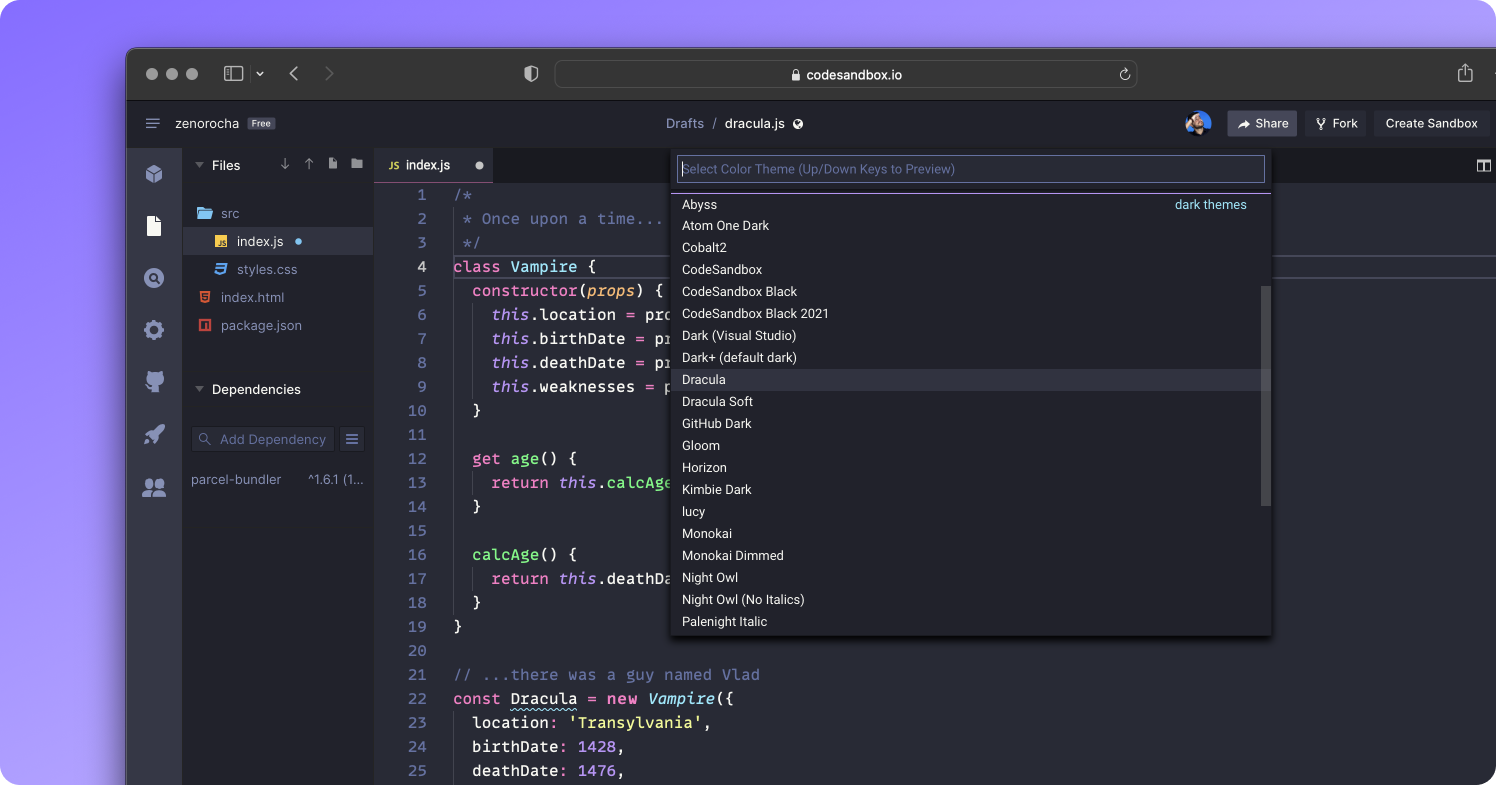 codesandbox.io
zenorocha Free
Drafts / dracula.js
Share
Fork
Create Sandbox
Files
src
JS index.js
styles.css
index.html
package.json
Dependencies
Add Dependency
parcel-bundler ^1.6.1 (1...
JS index.js
1 /*
2 * Once upon a time...
3 */
4 class Vampire {
5 constructor(props) {
6 this.location = pro
7 this.birthDate = pr
8 this.deathDate = pr
9 this.weaknesses = p
10 }
11
12 get age() {
13 return this.calcAge
14 }
15
16 calcAge() {
17 return this.deathDa
18 }
19 }
20
21 // ...there was a guy named Vlad
22 const Dracula = new Vampire({
23 location: 'Transylvania',
24 birthDate: 1428,
25 deathDate: 1476,
Select Color Theme (Up/Down Keys to Preview)
Abyss dark themes
Atom One Dark
Cobalt2
CodeSandbox
CodeSandbox Black
CodeSandbox Black 2021
Dark (Visual Studio)
Dark+ (default dark)
Dracula
Dracula Soft
GitHub Dark
Gloom
Horizon
Kimbie Dark
lucy
Monokai
Monokai Dimmed
Night Owl
Night Owl (No Italics)
Palenight Italic